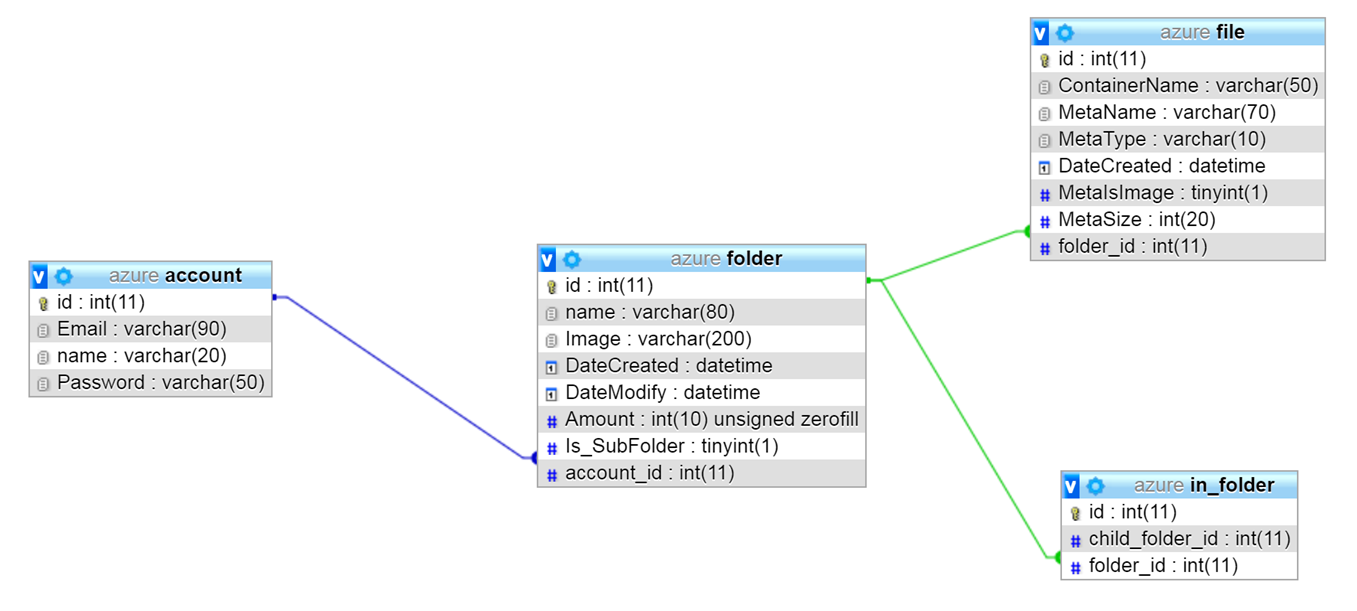 v azure file
id : int(11)
ContainerName : varchar(50)
MetaName : varchar(70)
MetaType : varchar(10)
DateCreated : datetime
MetaIsImage : tinyint(1)
MetaSize : int(20)
folder_id : int(11)
v azure account
id : int(11)
Email : varchar(90)
name : varchar(20)
Password : varchar(50)
v azure folder
id : int(11)
name : varchar(80)
Image : varchar(200)
DateCreated : datetime
DateModify : datetime
Amount : int(10) unsigned zerofill
Is_SubFolder : tinyint(1)
account_id : int(11)
v azure in_folder
id : int(11)
child_folder_id : int(11)
folder_id : int(11)